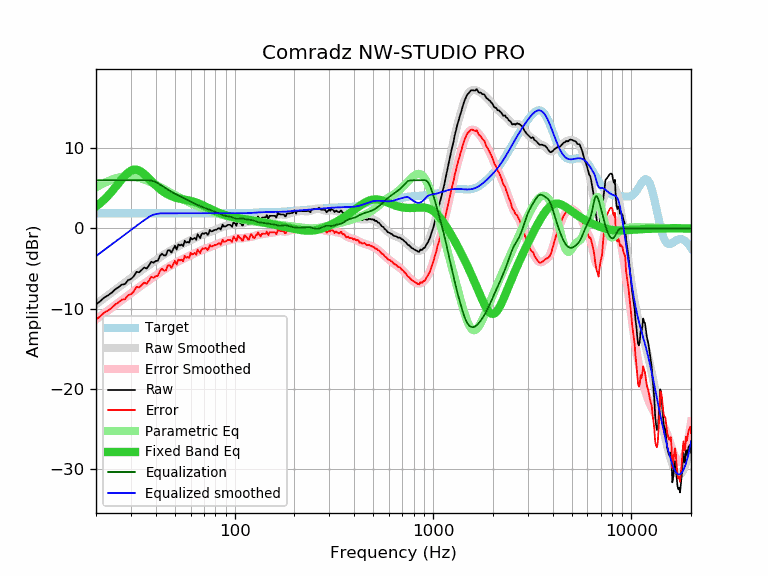 Comradz NW-STUDIO PRO
Amplitude (dBr)
10
0
−10
−20
−30
Target
Raw Smoothed
Error Smoothed
Raw
Error
Parametric Eq
Fixed Band Eq
Equalization
Equalized smoothed
100
1000
10000
Frequency (Hz)